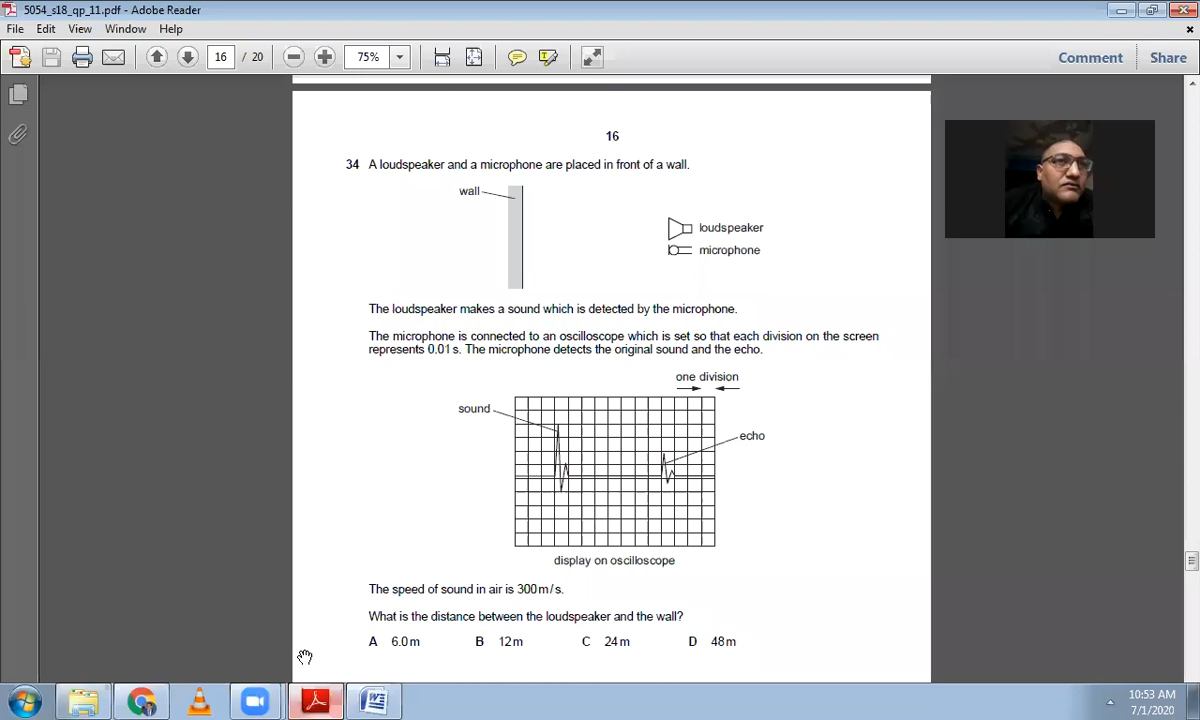 5054_s18_qp_11.pdf - Adobe Reader
File Edit View Window Help
16 / 20 75% Comment Share
16
34 A loudspeaker and a microphone are placed in front of a wall.
wall
loudspeaker
microphone
The loudspeaker makes a sound which is detected by the microphone.
The microphone is connected to an oscilloscope which is set so that each division on the screen
represents 0.01 s. The microphone detects the original sound and the echo.
one division
sound
echo
display on oscilloscope
The speed of sound in air is 300 m / s.
What is the distance between the loudspeaker and the wall?
A 6.0 m B 12 m C 24 m D 48 m
10:53 AM
7/1/2020